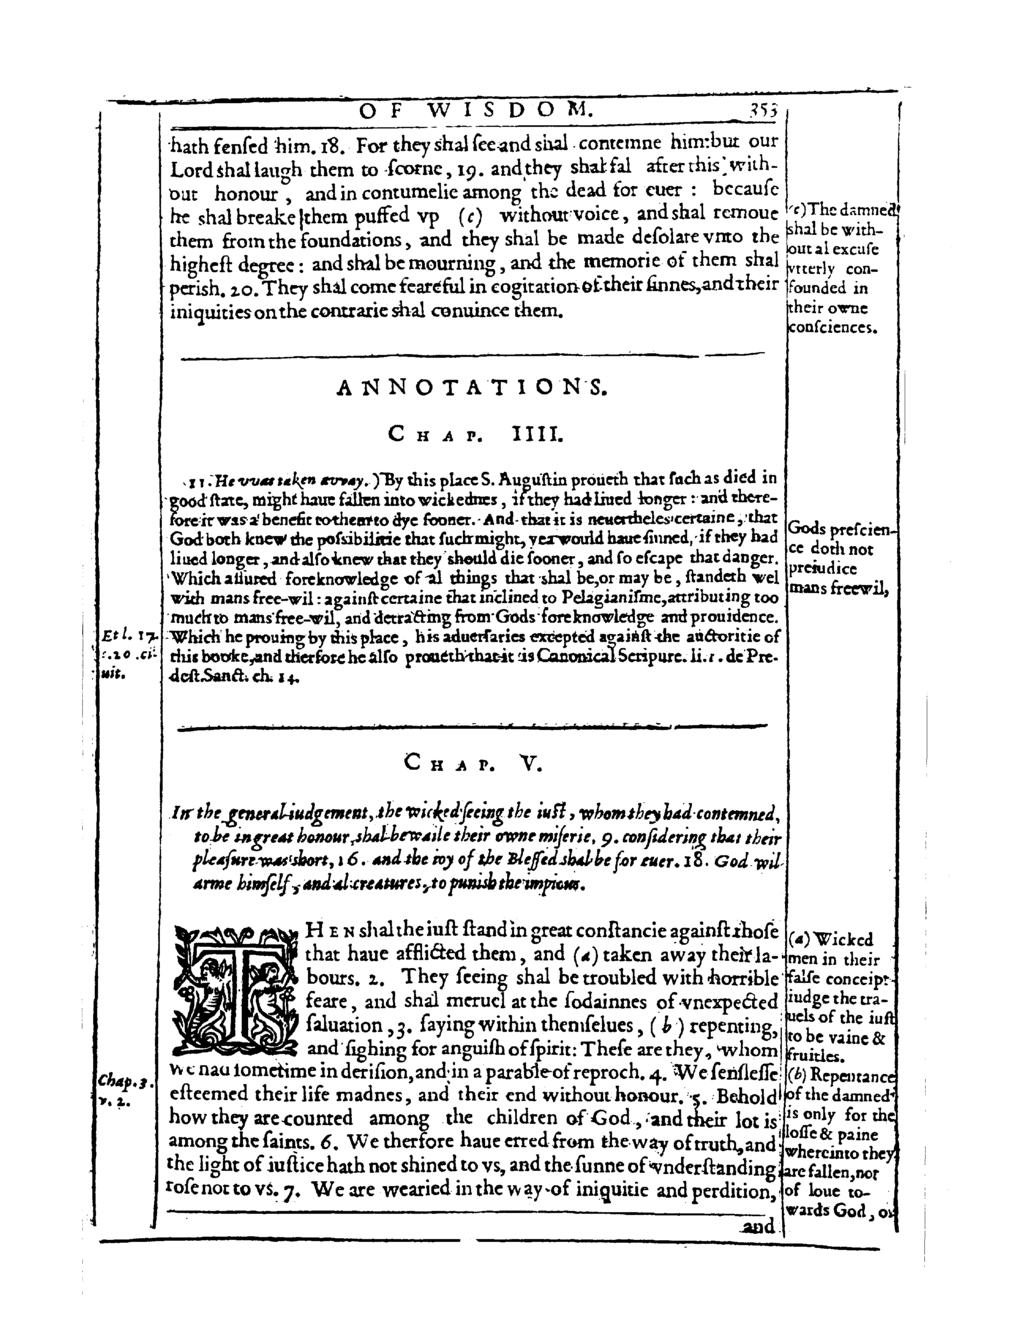 OF WISDOM. 353
hath fenſed him. 18. For they shal ſee and shal contemne him: but our
Lord shal laugh them to ſcorne, 19. and they shal fal after this with-
out honour, and in contumelie among the dead for euer: becauſe
he shal breake them puffed vp (c) without voice, and shal remoue
them from the foundations, and they shal be made deſolate vnto the
higheſt degree: and shal be mourning, and the memorie of them shal
perish. 20. They shal come feareful in cogitation of their ſinnes, and their
iniquities on the contrarie shal conuince them.
(c) The damned
shal be with-
out al excuſe
vtterly con-
founded in
their owne
conſciences.
ANNOTATIONS.
CHAP. IIII.
11. He vvas taken avvay.) By this place S. Auguſtin proueth that ſuch as died in
good ſtate, might haue fallen into wickednes, if they had liued longer: and there-
fore it was a benefit to them to dye ſooner. And that it is neuertheles certaine, that
God both knew the poſsibilitie that ſuch might, yea would haue ſinned, if they had
liued longer, and alſo knew that they should die ſooner, and ſo eſcape that danger.
Which aſſured foreknowledge of al things that shal be, or may be, ſtandeth wel
with mans free-wil: againſt certaine that inclined to Pelagianiſme, attributing too
much to mans free-wil, and detracting from Gods foreknowledge and prouidence.
Which he prouing by this place, his aduerſaries excepted againſt the auctoritie of
this booke, and therfore he alſo proueth that it is Canonical Scripure. li. 1. de Pre-
deſt. Sanct. ch. 14.
Gods preſcien-
ce doth not
preiudice
mans freewil,
Et l. 17.
c. 20. ci-
uit.
CHAP. V.
In the general iudgement, the wicked ſeeing the iuſt, whom they had contemned,
to be in great honour, shal bewaile their owne miſerie, 9. conſidering that their
pleaſure was short, 16. and the ioy of the Bleſſed shal be for euer. 18. God wil
arme himſelf, and al creatures, to punish the impious.
THEN shal the iuſt ſtand in great conſtancie againſt thoſe
that haue afflicted them, and (a) taken away their la-
bours. 2. They ſeeing shal be troubled with horrible
feare, and shal meruel at the ſodainnes of vnexpected
ſaluation, 3. ſaying within themſelues, (b) repenting,
and ſighing for anguiſh of ſpirit: Theſe are they, whom
we had ſometime in deriſion, and in a parable of reproch. 4. We ſenſleſſe
eſteemed their life madnes, and their end without honour. 5. Behold
how they are counted among the children of God, and their lot is
among the ſaints. 6. We therfore haue erred from the way of truth, and
the light of iuſtice hath not shined to vs, and the ſunne of vnderſtanding
roſe not to vs. 7. We are wearied in the way of iniquitie and perdition,
and
(a) Wicked
men in their
falſe conceipt
iudge the tra-
uels of the iuſt
to be vaine &
fruitles.
(b) Repentance
of the damned
is only for the
loſſe & paine
whereinto they
are fallen, not
of loue to-
wards God, or
Chap. 3.
v. 2.